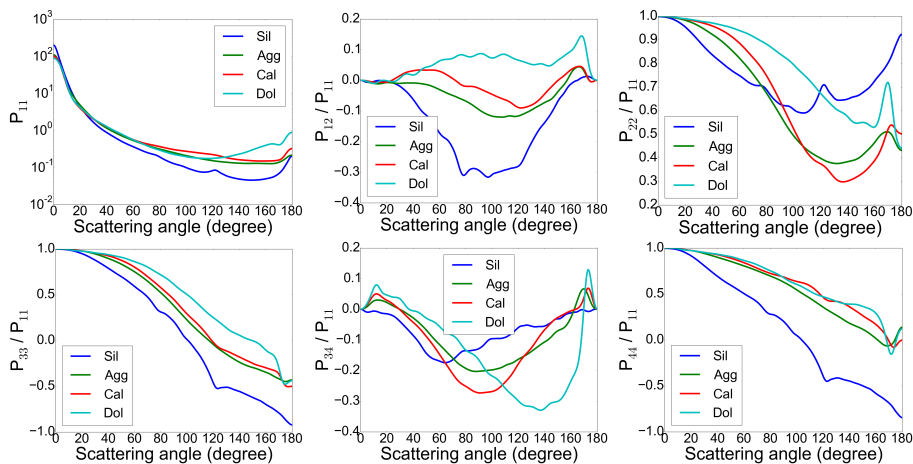 10³
10²
10¹
10⁰
10⁻¹
10⁻²
P₁₁
Sil
Agg
Cal
Dol
0 20 40 60 80 100 120 140 160 180
Scattering angle (degree)
0.2
0.1
0.0
−0.1
−0.2
−0.3
−0.4
P₁₂ / P₁₁
Sil
Agg
Cal
Dol
0 20 40 60 80 100 120 140 160 180
Scattering angle (degree)
1.0
0.9
0.8
0.7
0.6
0.5
0.4
0.3
0.2
P₂₂ / P₁₁
Sil
Agg
Cal
Dol
0 20 40 60 80 100 120 140 160 180
Scattering angle (degree)
1.0
0.5
0.0
−0.5
−1.0
P₃₃ / P₁₁
Sil
Agg
Cal
Dol
0 20 40 60 80 100 120 140 160 180
Scattering angle (degree)
0.2
0.1
0.0
−0.1
−0.2
−0.3
−0.4
P₃₄ / P₁₁
Sil
Agg
Cal
Dol
0 20 40 60 80 100 120 140 160 180
Scattering angle (degree)
1.0
0.5
0.0
−0.5
−1.0
P₄₄ / P₁₁
Sil
Agg
Cal
Dol
0 20 40 60 80 100 120 140 160 180
Scattering angle (degree)